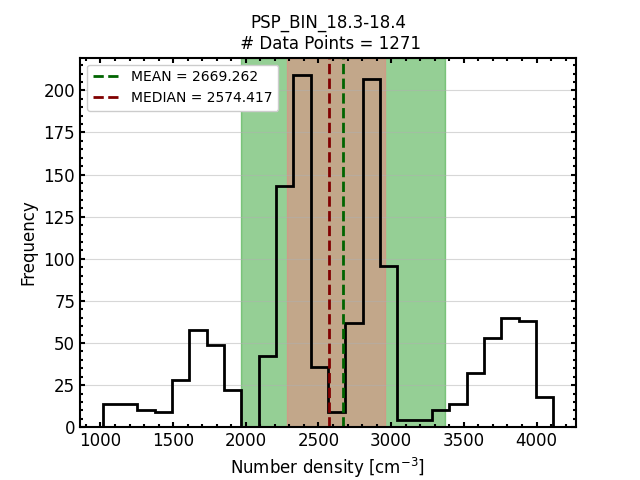 PSP_BIN_18.3-18.4
# Data Points = 1271
MEAN = 2669.262
MEDIAN = 2574.417
Frequency
200
175
150
125
100
75
50
25
0
1000 1500 2000 2500 3000 3500 4000
Number density [cm⁻³]